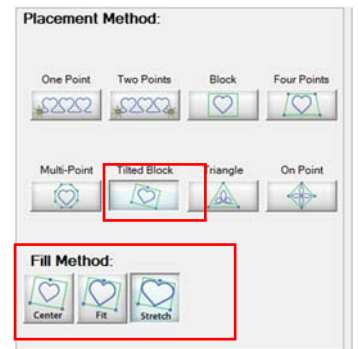 Placement Method:
One Point Two Points Block Four Points
Multi-Point Tilted Block Triangle On Point
Fill Method:
Center Fit Stretch